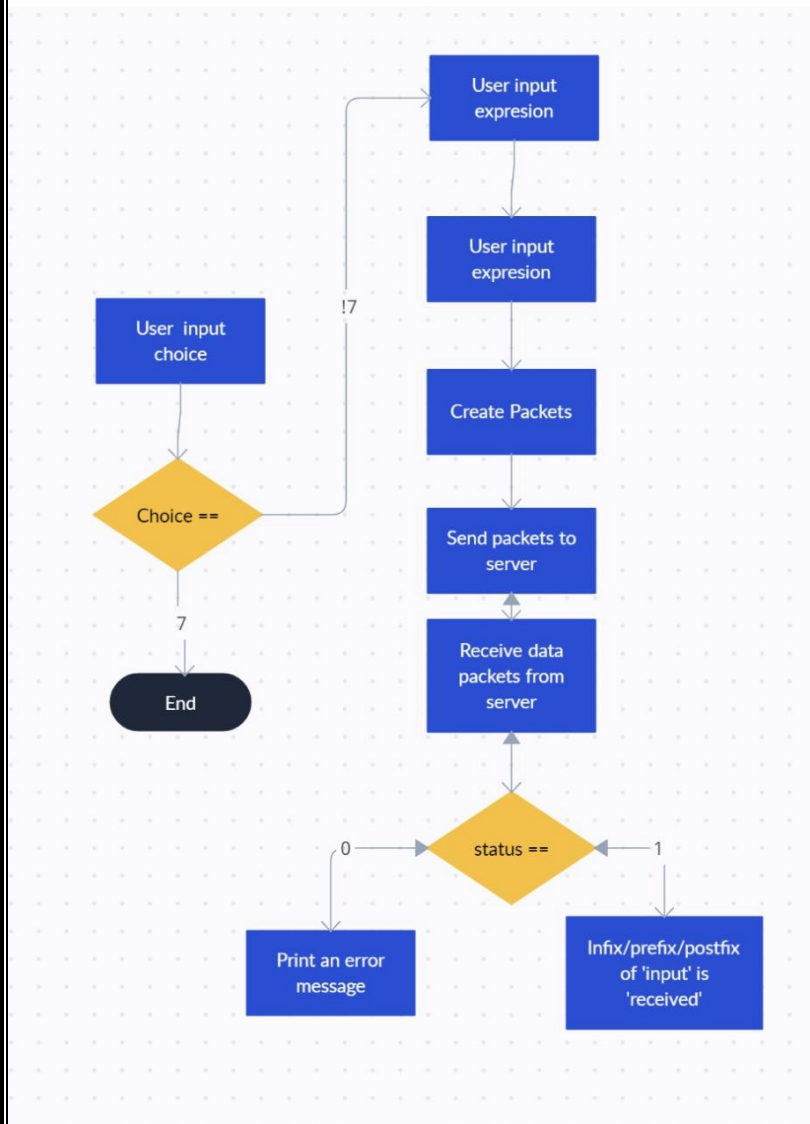 User input
expresion
User input
expresion
!7
User input
choice
Create Packets
Choice ==
Send packets to
server
7
Receive data
packets from
server
End
0
status ==
1
Print an error
message
Infix/prefix/postfix
of 'input' is
'received'